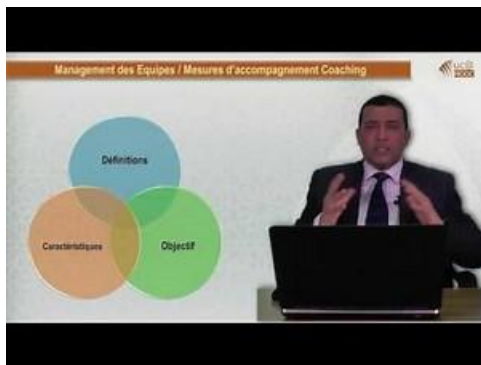 Management des Equipes / Mesures d'accompagnement Coaching
Définitions
Caractéristiques
Objectif